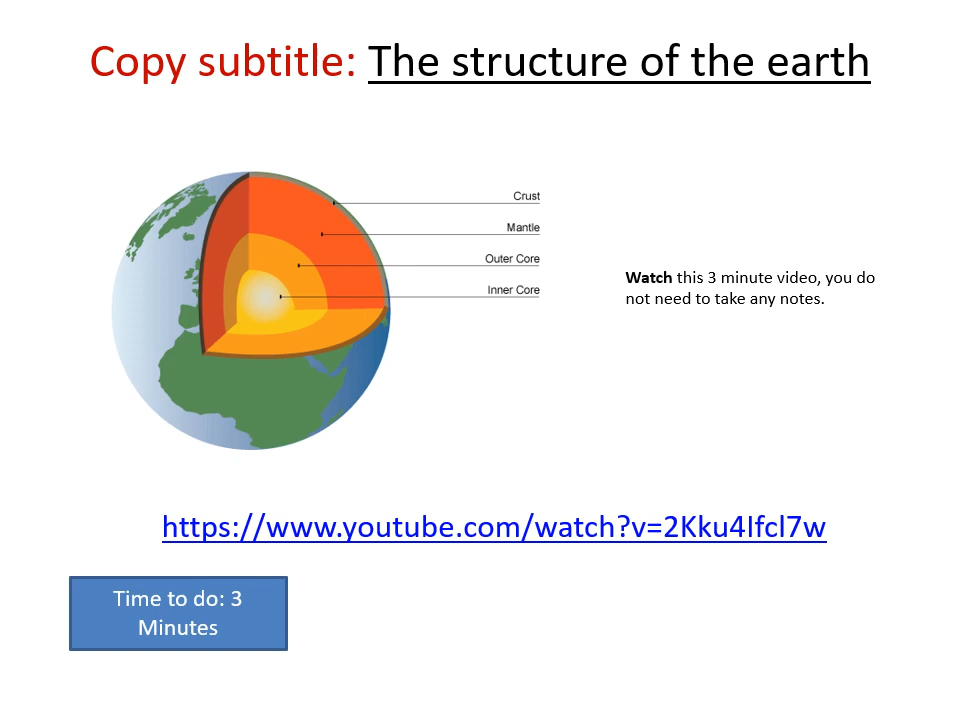 Copy subtitle: The structure of the earth
Crust
Mantle
Outer Core
Inner Core
Watch this 3 minute video, you do
not need to take any notes.
https://www.youtube.com/watch?v=2Kku4Ifcl7w
Time to do: 3
Minutes